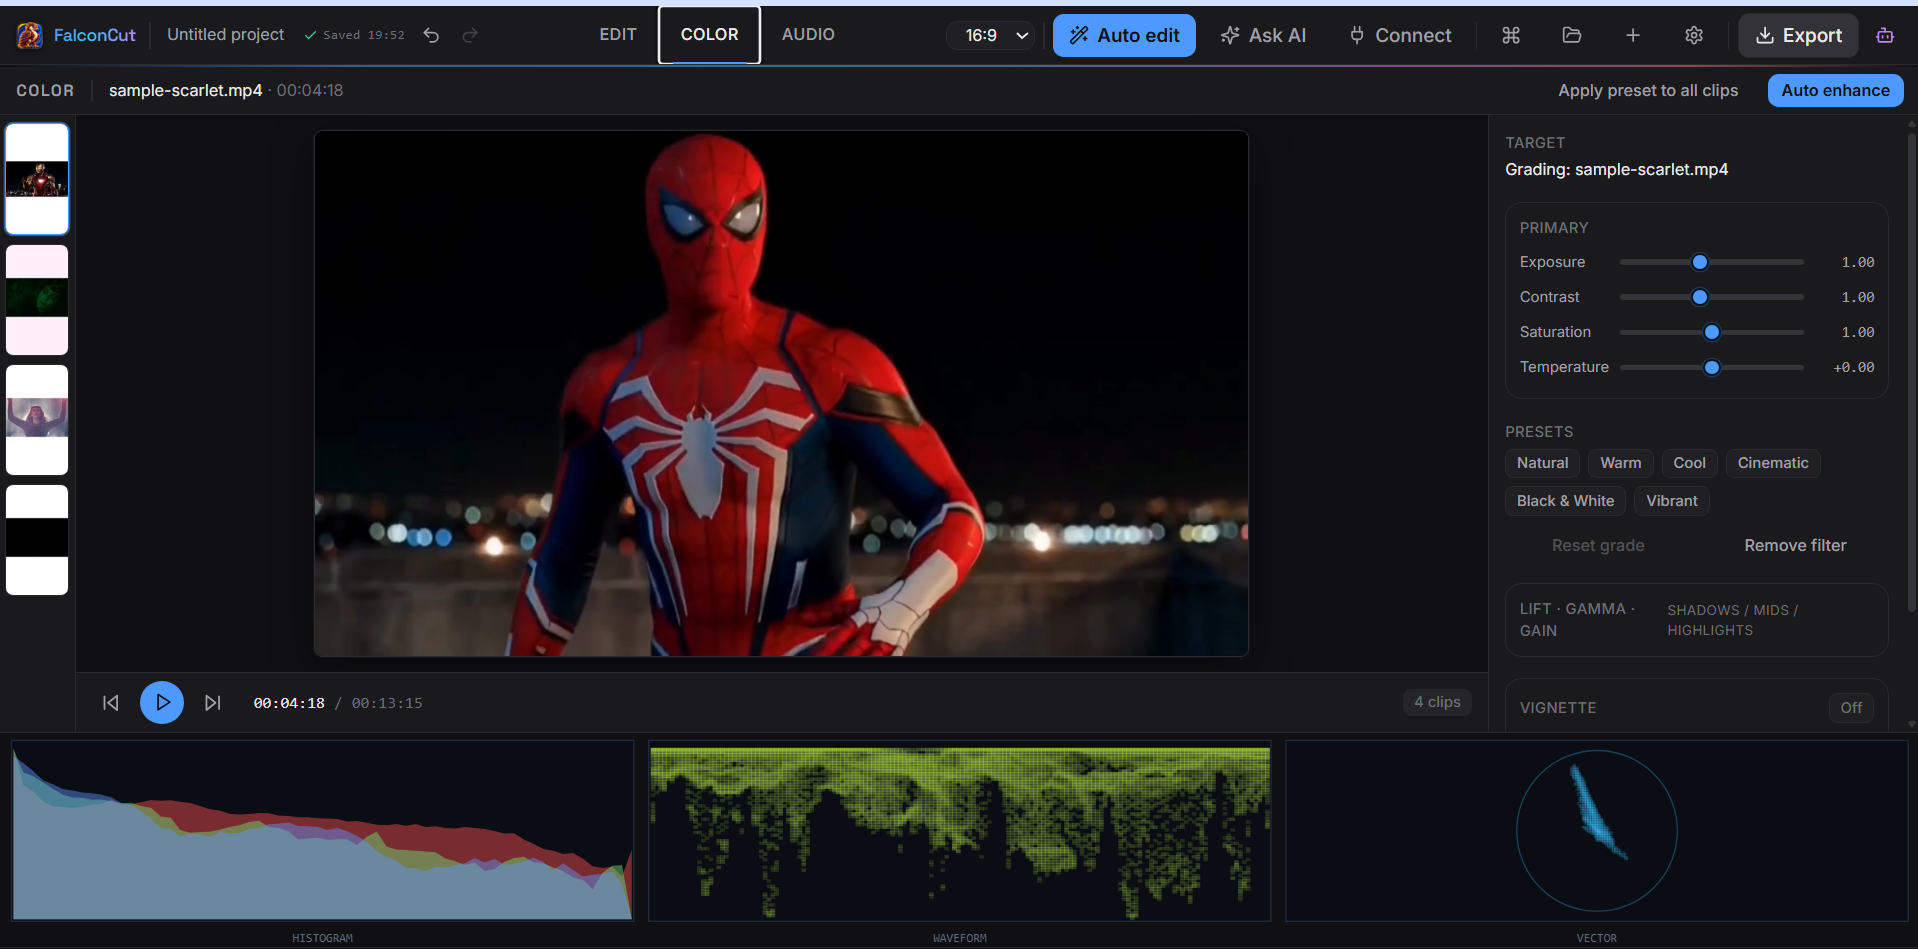 FalconCut
Untitled project
Saved 19:52
EDIT
COLOR
AUDIO
16:9
Auto edit
Ask AI
Connect
Export
COLOR
sample-scarlet.mp4 · 00:04:18
Apply preset to all clips
Auto enhance
TARGET
Grading: sample-scarlet.mp4
PRIMARY
Exposure 1.00
Contrast 1.00
Saturation 1.00
Temperature +0.00
PRESETS
Natural Warm Cool Cinematic
Black & White Vibrant
Reset grade Remove filter
LIFT · GAMMA ·
GAIN
SHADOWS / MIDS /
HIGHLIGHTS
VIGNETTE Off
00:04:18 / 00:13:15
4 clips
HISTOGRAM
WAVEFORM
VECTOR